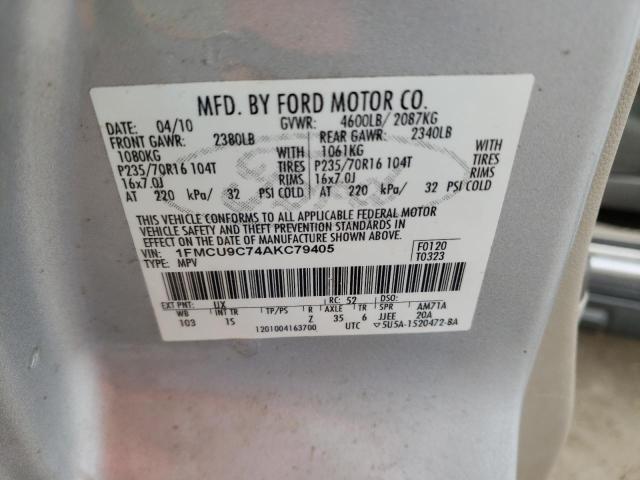 MFD. BY FORD MOTOR CO.
DATE: 04/10 GVWR: 4600LB/ 2087KG
FRONT GAWR: 2380LB REAR GAWR: 2340LB
1080KG WITH 1061KG WITH
P235/70R16 104T TIRES P235/70R16 104T TIRES
16x7.0J RIMS 16x7.0J RIMS
AT 220 kPa/ 32 PSI COLD AT 220 kPa/ 32 PSI COLD
THIS VEHICLE CONFORMS TO ALL APPLICABLE FEDERAL MOTOR
VEHICLE SAFETY AND THEFT PREVENTION STANDARDS IN
EFFECT ON THE DATE OF MANUFACTURE SHOWN ABOVE.
VIN: 1FMCU9C74AKC79405 F0120
TYPE: MPV T0323
EXT PNT: UX RC: 52 DSO:
WB INT TR TP/PS R AXLE TR SPR AM71A
103 IS Z 35 6 JJEE 20A
1201004163700 UTC ▽5U5A-1520472-BA